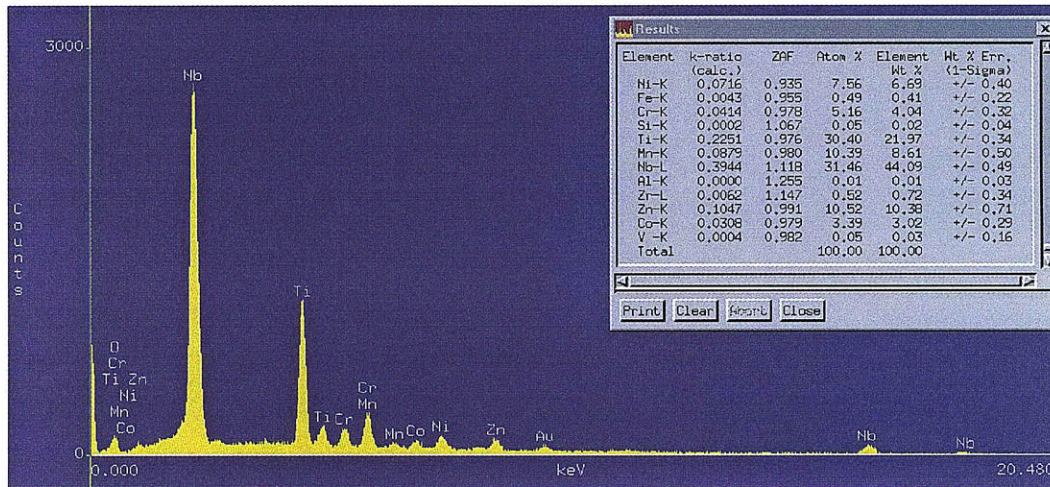 3000
Nb
Ti
O
Cr
Ti Zn
Ni
Mn
Co
Ti
Cr
Cr
Mn
Mn
Co
Ni
Zn
Au
Nb
Nb
Counts
0
0.000
keV
20.480
Results
Element k-ratio ZAF Atom % Element Wt % Err.
(calc.) Wt % (1-Sigma)
Ni-K 0.0716 0.935 7.56 6.69 +/- 0.40
Fe-K 0.0043 0.955 0.49 0.41 +/- 0.22
Cr-K 0.0414 0.978 5.16 4.04 +/- 0.32
Si-K 0.0002 1.067 0.05 0.02 +/- 0.04
Ti-K 0.2251 0.976 30.40 21.97 +/- 0.34
Mn-K 0.0879 0.980 10.39 8.61 +/- 0.50
Nb-L 0.3944 1.118 31.46 44.09 +/- 0.49
Al-K 0.0000 1.255 0.01 0.01 +/- 0.03
Zr-L 0.0062 1.147 0.52 0.72 +/- 0.34
Zn-K 0.1047 0.991 10.52 10.38 +/- 0.71
Co-K 0.0308 0.979 3.39 3.02 +/- 0.29
V -K 0.0004 0.982 0.05 0.03 +/- 0.16
Total 100.00 100.00
Print Clear Abort Close